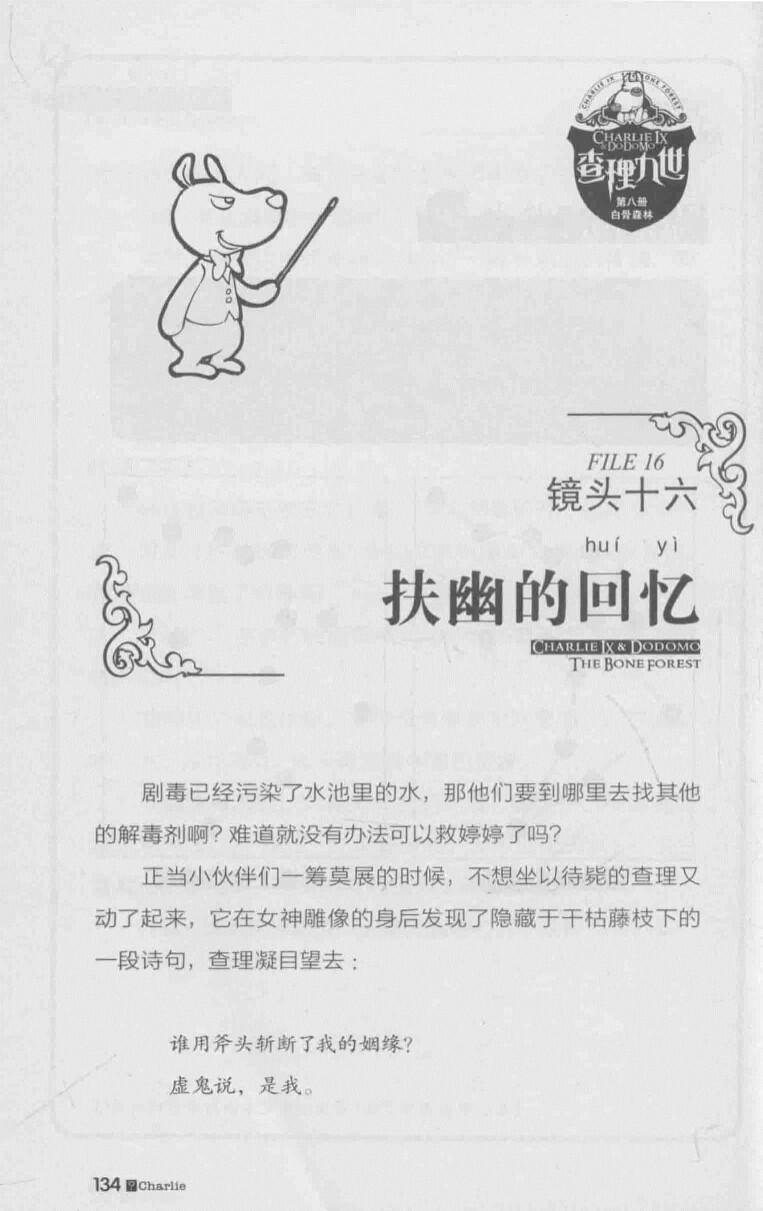 CHARLIE IX
BONE FOREST
CHARLIE IX
& DODOMO
查理九世
第八册
白骨森林
FILE 16
镜头十六
huí yì
扶幽的回忆
CHARLIE IX & DODOMO
THE BONE FOREST
剧毒已经污染了水池里的水，那他们要到哪里去找其他
的解毒剂啊？难道就没有办法可以救婷婷了吗？
正当小伙伴们一筹莫展的时候，不想坐以待毙的查理又
动了起来，它在女神雕像的身后发现了隐藏于干枯藤枝下的
一段诗句，查理凝目望去：
谁用斧头斩断了我的姻缘？
虚鬼说，是我。
134 Charlie